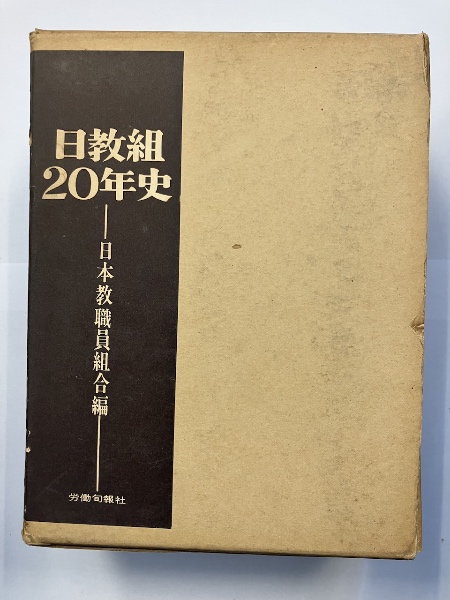 日教組
20年史
日本教職員組合編
労働旬報社